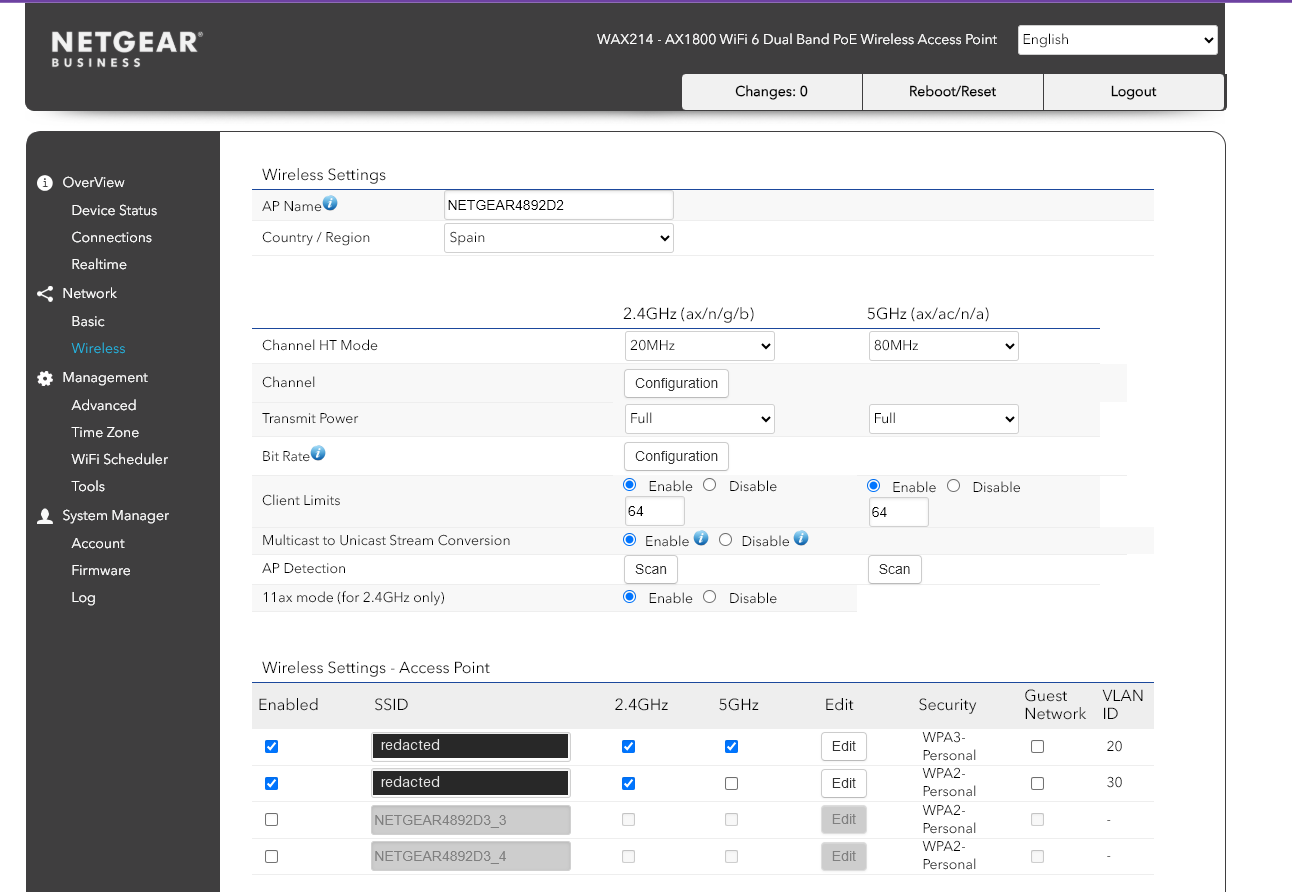 NETGEAR®
BUSINESS
WAX214 - AX1800 WiFi 6 Dual Band PoE Wireless Access Point
English
Changes: 0
Reboot/Reset
Logout
OverView
Device Status
Connections
Realtime
Network
Basic
Wireless
Management
Advanced
Time Zone
WiFi Scheduler
Tools
System Manager
Account
Firmware
Log
Wireless Settings
AP Name NETGEAR4892D2
Country / Region Spain
2.4GHz (ax/n/g/b) 5GHz (ax/ac/n/a)
Channel HT Mode 20MHz 80MHz
Channel Configuration
Transmit Power Full Full
Bit Rate Configuration
Client Limits Enable Disable Enable Disable
64 64
Multicast to Unicast Stream Conversion Enable Disable
AP Detection Scan Scan
11ax mode (for 2.4GHz only) Enable Disable
Wireless Settings - Access Point
Enabled SSID 2.4GHz 5GHz Edit Security Guest Network VLAN ID
redacted Edit WPA3-Personal 20
redacted Edit WPA2-Personal 30
NETGEAR4892D3_3 Edit WPA2-Personal -
NETGEAR4892D3_4 Edit WPA2-Personal -